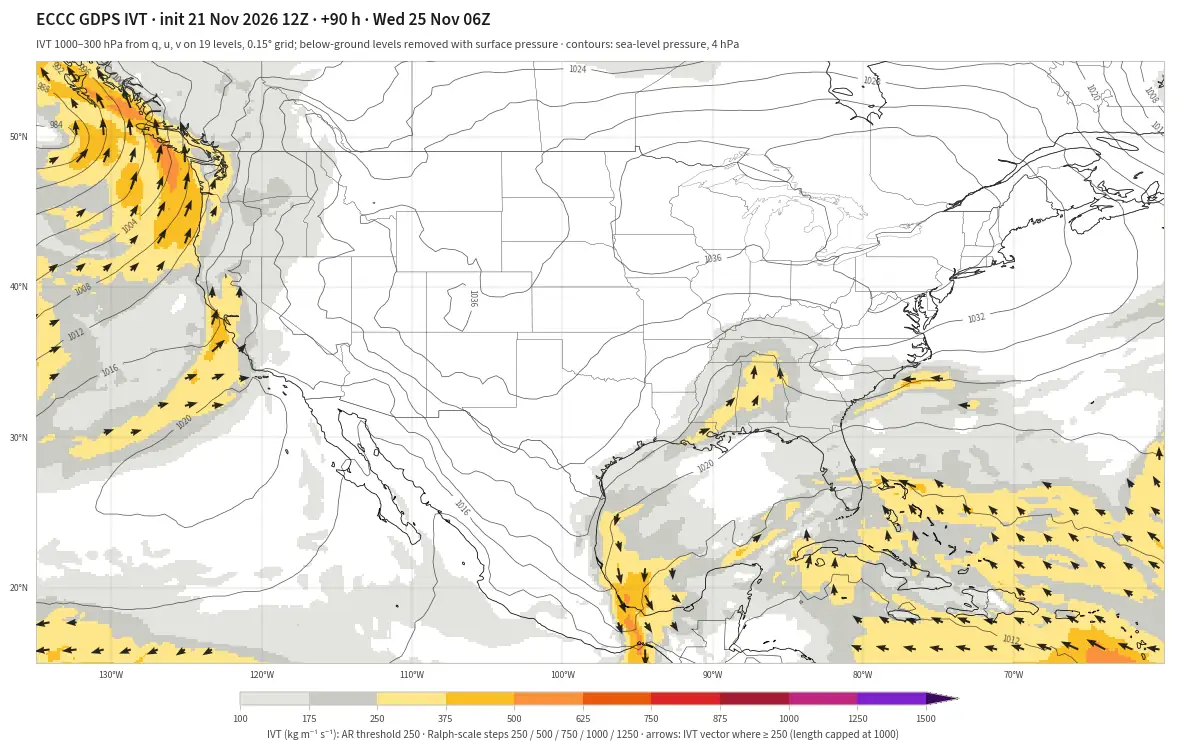 ECCC GDPS IVT · init 21 Nov 2026 12Z · +90 h · Wed 25 Nov 06Z
IVT 1000–300 hPa from q, u, v on 19 levels, 0.15° grid; below-ground levels removed with surface pressure · contours: sea-level pressure, 4 hPa
1024
988
984
1020
1008
50°N
1004
1036
40°N
1008
1036
1012
1032
1016
1020
30°N
1020
1016
20°N
1012
130°W 120°W 110°W 100°W 90°W 80°W 70°W
100 175 250 375 500 625 750 875 1000 1250 1500
IVT (kg m⁻¹ s⁻¹): AR threshold 250 · Ralph-scale steps 250 / 500 / 750 / 1000 / 1250 · arrows: IVT vector where ≥ 250 (length capped at 1000)